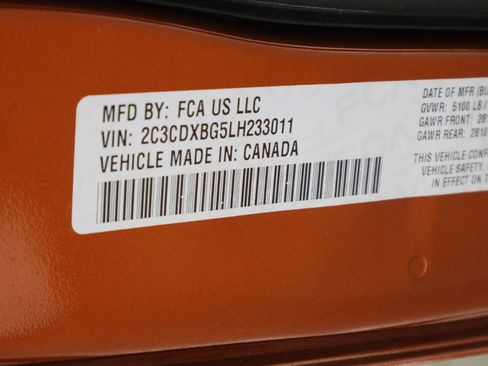 MFD BY: FCA US LLC
VIN: 2C3CDXBG5LH233011
VEHICLE MADE IN: CANADA
DATE OF MFR
GVWR: 5100 LB /
GAWR FRONT:
GAWR REAR: 2810
THIS VEHICLE
VEHICLE SAFETY,
IN EFFECT ON